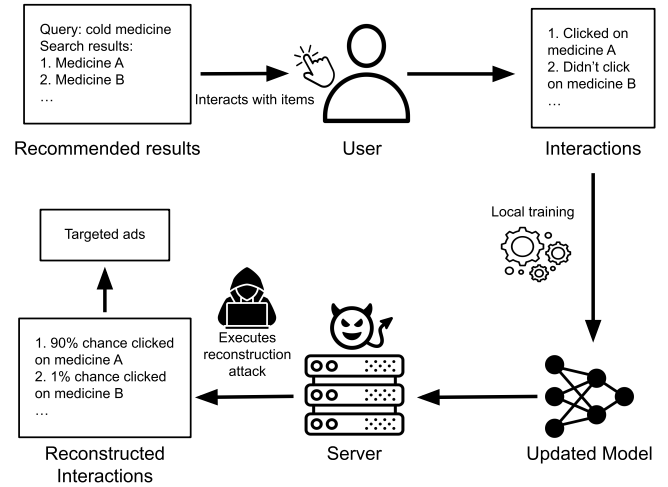 Query: cold medicine
Search results:
1. Medicine A
2. Medicine B
…
Recommended results
Interacts with items
User
1. Clicked on
medicine A
2. Didn't click
on medicine B
…
Interactions
Local training
Updated Model
Server
Executes
reconstruction
attack
1. 90% chance clicked
on medicine A
2. 1% chance clicked
on medicine B
…
Reconstructed
Interactions
Targeted ads